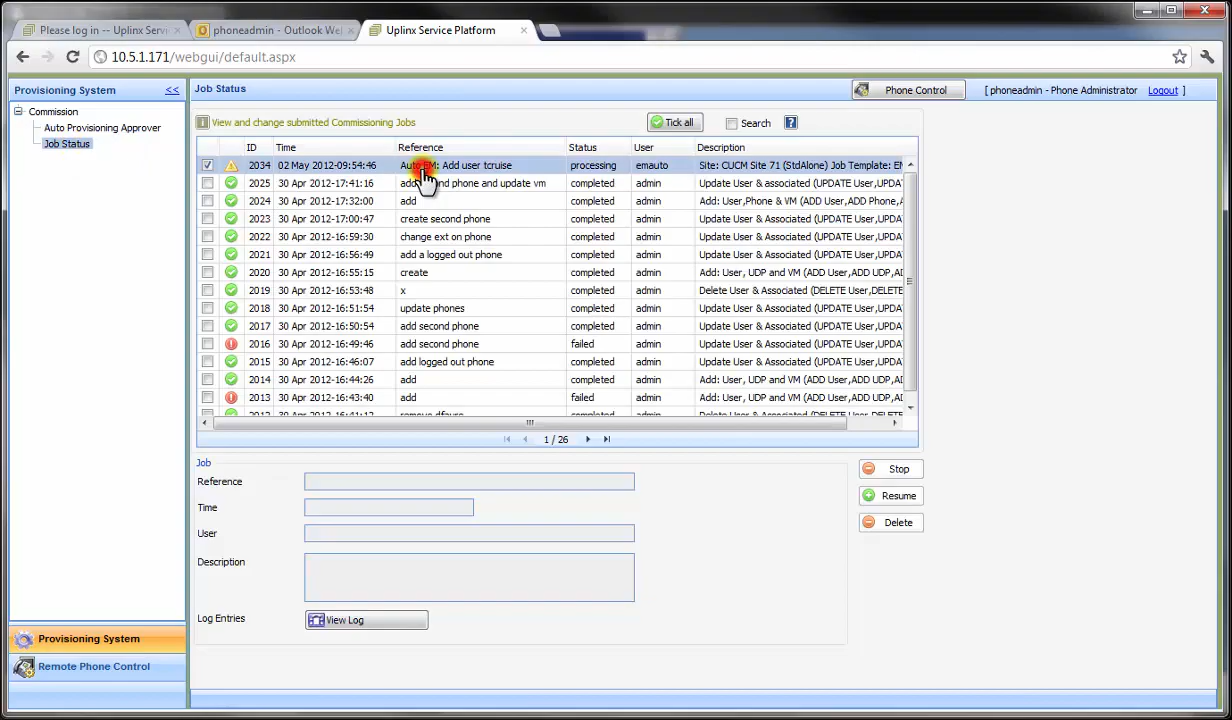 Please log in -- Uplinx Servic
phoneadmin - Outlook We
Uplinx Service Platform
10.5.1.171/webgui/default.aspx
Provisioning System
<<
Job Status
Phone Control
[ phoneadmin - Phone Administrator
Logout ]
Commission
Auto Provisioning Approver
Job Status
View and change submitted Commissioning Jobs
Tick all
Search
ID Time Reference Status User Description
2034 02 May 2012-09:54:46 Auto EM: Add user tcruise processing emauto Site: CUCM Site 71 (StdAlone) Job Template: EM
2025 30 Apr 2012-17:41:16 phone and update vm completed admin Update User & associated (UPDATE User,UPD
2024 30 Apr 2012-17:32:00 add completed admin Add: User,Phone & VM (ADD User,ADD Phone,A
2023 30 Apr 2012-17:00:47 create second phone completed admin Update User & Associated (UPDATE User,UPDA
2022 30 Apr 2012-16:59:30 change ext on phone completed admin Update User & Associated (UPDATE User,UPDA
2021 30 Apr 2012-16:56:49 add a logged out phone completed admin Update User & Associated (UPDATE User,UPDA
2020 30 Apr 2012-16:55:15 create completed admin Add: User, UDP and VM (ADD User,ADD UDP,AD
2019 30 Apr 2012-16:53:48 x completed admin Delete User & Associated (DELETE User,DELETE
2018 30 Apr 2012-16:51:54 update phones completed admin Update User & Associated (UPDATE User,UPDA
2017 30 Apr 2012-16:50:54 add second phone completed admin Update User & Associated (UPDATE User,UPDA
2016 30 Apr 2012-16:49:46 add second phone failed admin Update User & Associated (UPDATE User,UPDA
2015 30 Apr 2012-16:46:07 add logged out phone completed admin Update User & Associated (UPDATE User,UPDA
2014 30 Apr 2012-16:44:26 add completed admin Add: User, UDP and VM (ADD User,ADD UDP,AD
2013 30 Apr 2012-16:43:40 add failed admin Add: User, UDP and VM (ADD User,ADD UDP,AD
1 / 26
Job
Reference
Stop
Time
Resume
User
Delete
Description
Log Entries
View Log
Provisioning System
Remote Phone Control